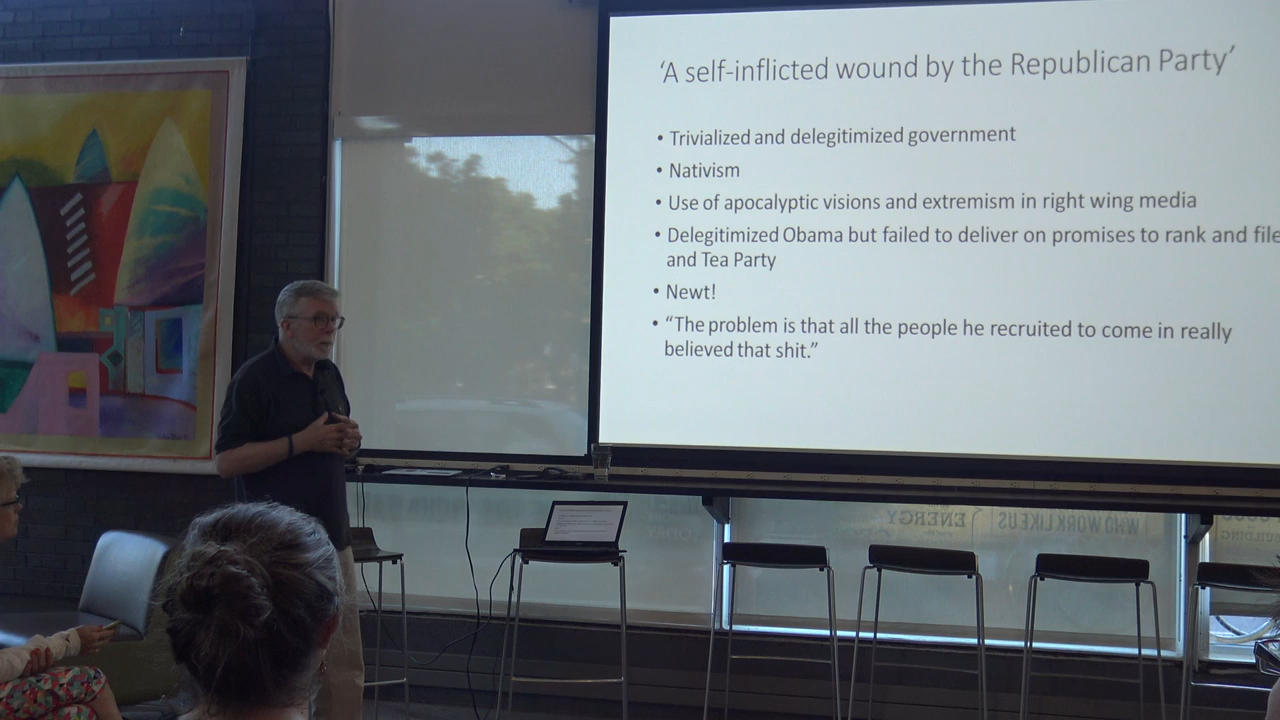 ‘A self-inflicted wound by the Republican Party’
• Trivialized and delegitimized government
• Nativism
• Use of apocalyptic visions and extremism in right wing media
• Delegitimized Obama but failed to deliver on promises to rank and file
and Tea Party
• Newt!
• “The problem is that all the people he recruited to come in really
believed that shit.”
ENERGY
WHO WORK LIKE US